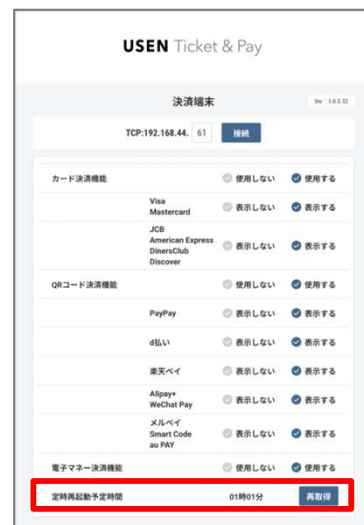 USEN Ticket & Pay
決済端末 Ver : 1.0.0.32
TCP:192.168.44. 61 接続
カード決済機能 使用しない 使用する
Visa
Mastercard 表示しない 表示する
JCB
American Express
DinersClub
Discover 表示しない 表示する
QRコード決済機能 使用しない 使用する
PayPay 表示しない 表示する
d払い 表示しない 表示する
楽天ペイ 表示しない 表示する
Alipay+
WeChat Pay 表示しない 表示する
メルペイ
Smart Code
au PAY 表示しない 表示する
電子マネー決済機能 使用しない 使用する
定時再起動予定時間 01時01分 再取得